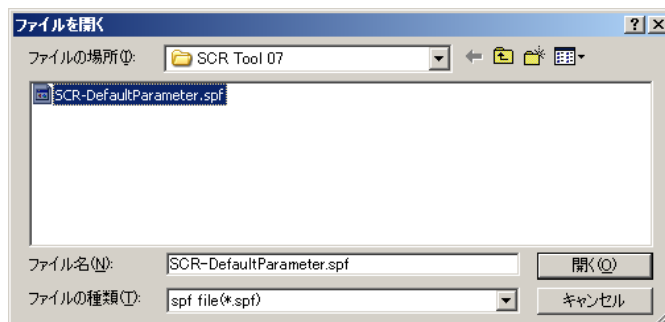 ファイルを開く
ファイルの場所(I): SCR Tool 07
SCR-DefaultParameter.spf
ファイル名(N): SCR-DefaultParameter.spf 開く(O)
ファイルの種類(T): spf file(*.spf) キャンセル